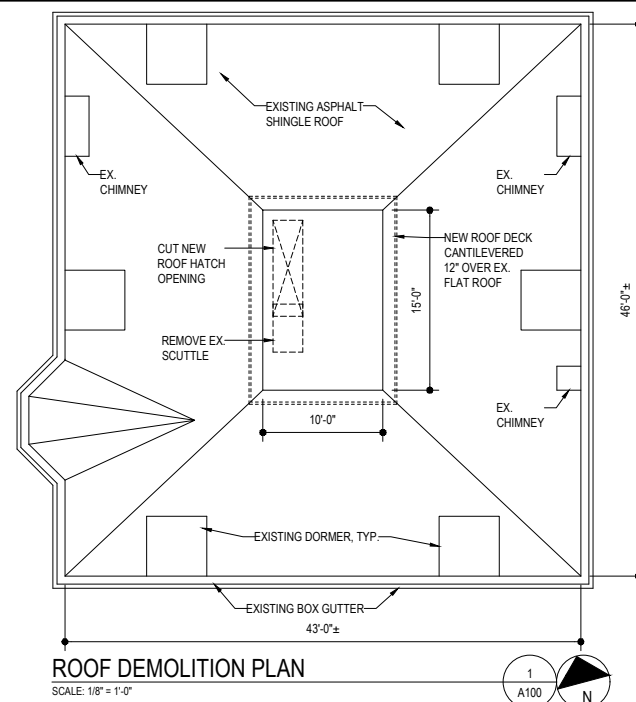 EXISTING ASPHALT
SHINGLE ROOF
EX.
CHIMNEY
EX.
CHIMNEY
CUT NEW
ROOF HATCH
OPENING
NEW ROOF DECK
CANTILEVERED
12" OVER EX.
FLAT ROOF
15'-0"
46'-0"±
REMOVE EX.
SCUTTLE
10'-0"
EX.
CHIMNEY
EXISTING DORMER, TYP.
EXISTING BOX GUTTER
43'-0"±
ROOF DEMOLITION PLAN
SCALE: 1/8" = 1'-0"
1
A100
N